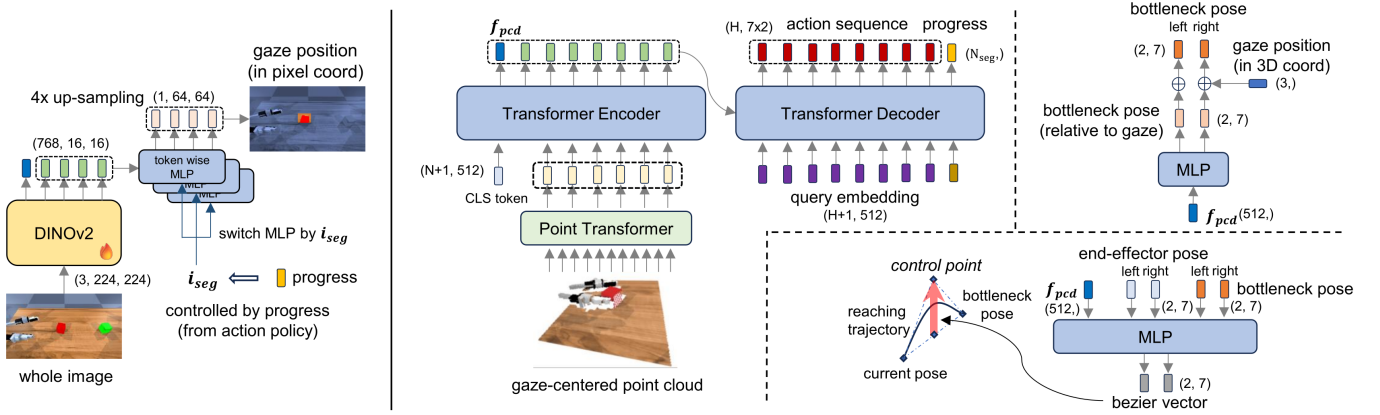 gaze position
(in pixel coord)
4x up-sampling
(1, 64, 64)
(768, 16, 16)
token wise
MLP
MLP
MLP
DINOv2
switch MLP by i_seg
(3, 224, 224)
i_seg
progress
controlled by progress
(from action policy)
whole image
f_pcd
(H, 7x2)
action sequence
progress
(N_seg,)
Transformer Encoder
Transformer Decoder
(N+1, 512)
CLS token
query embedding
(H+1, 512)
Point Transformer
gaze-centered point cloud
bottleneck pose
left right
(2, 7)
gaze position
(in 3D coord)
(3,)
bottleneck pose
(relative to gaze)
(2, 7)
MLP
f_pcd(512,)
control point
reaching
trajectory
bottleneck
pose
current pose
end-effector pose
left right
left right
f_pcd
(512,)
(2, 7)
(2, 7)
bottleneck pose
MLP
(2, 7)
bezier vector